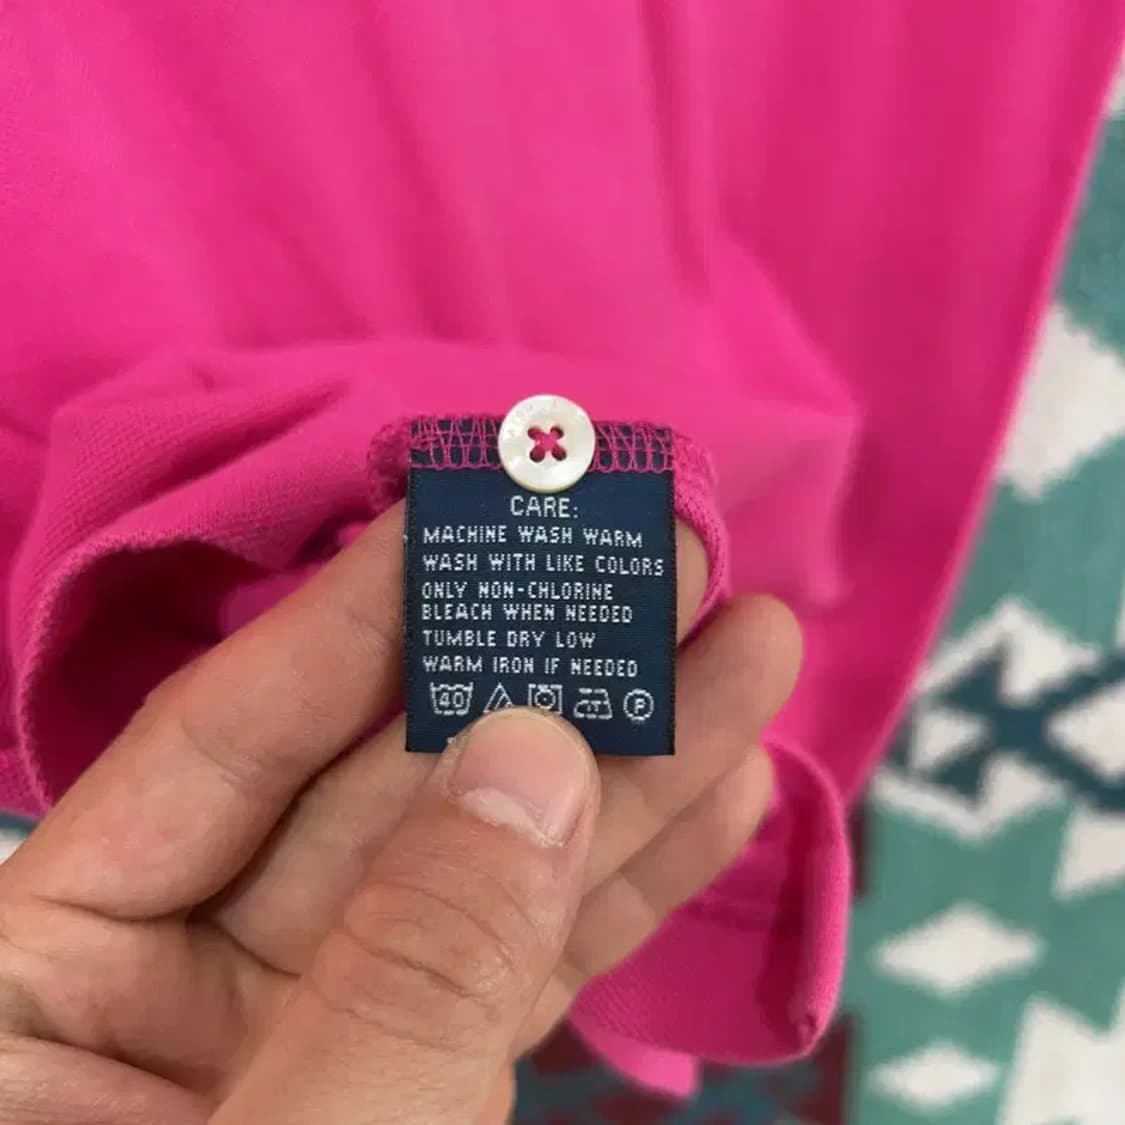 CARE:
MACHINE WASH WARM
WASH WITH LIKE COLORS
ONLY NON-CHLORINE
BLEACH WHEN NEEDED
TUMBLE DRY LOW
WARM IRON IF NEEDED
40 P